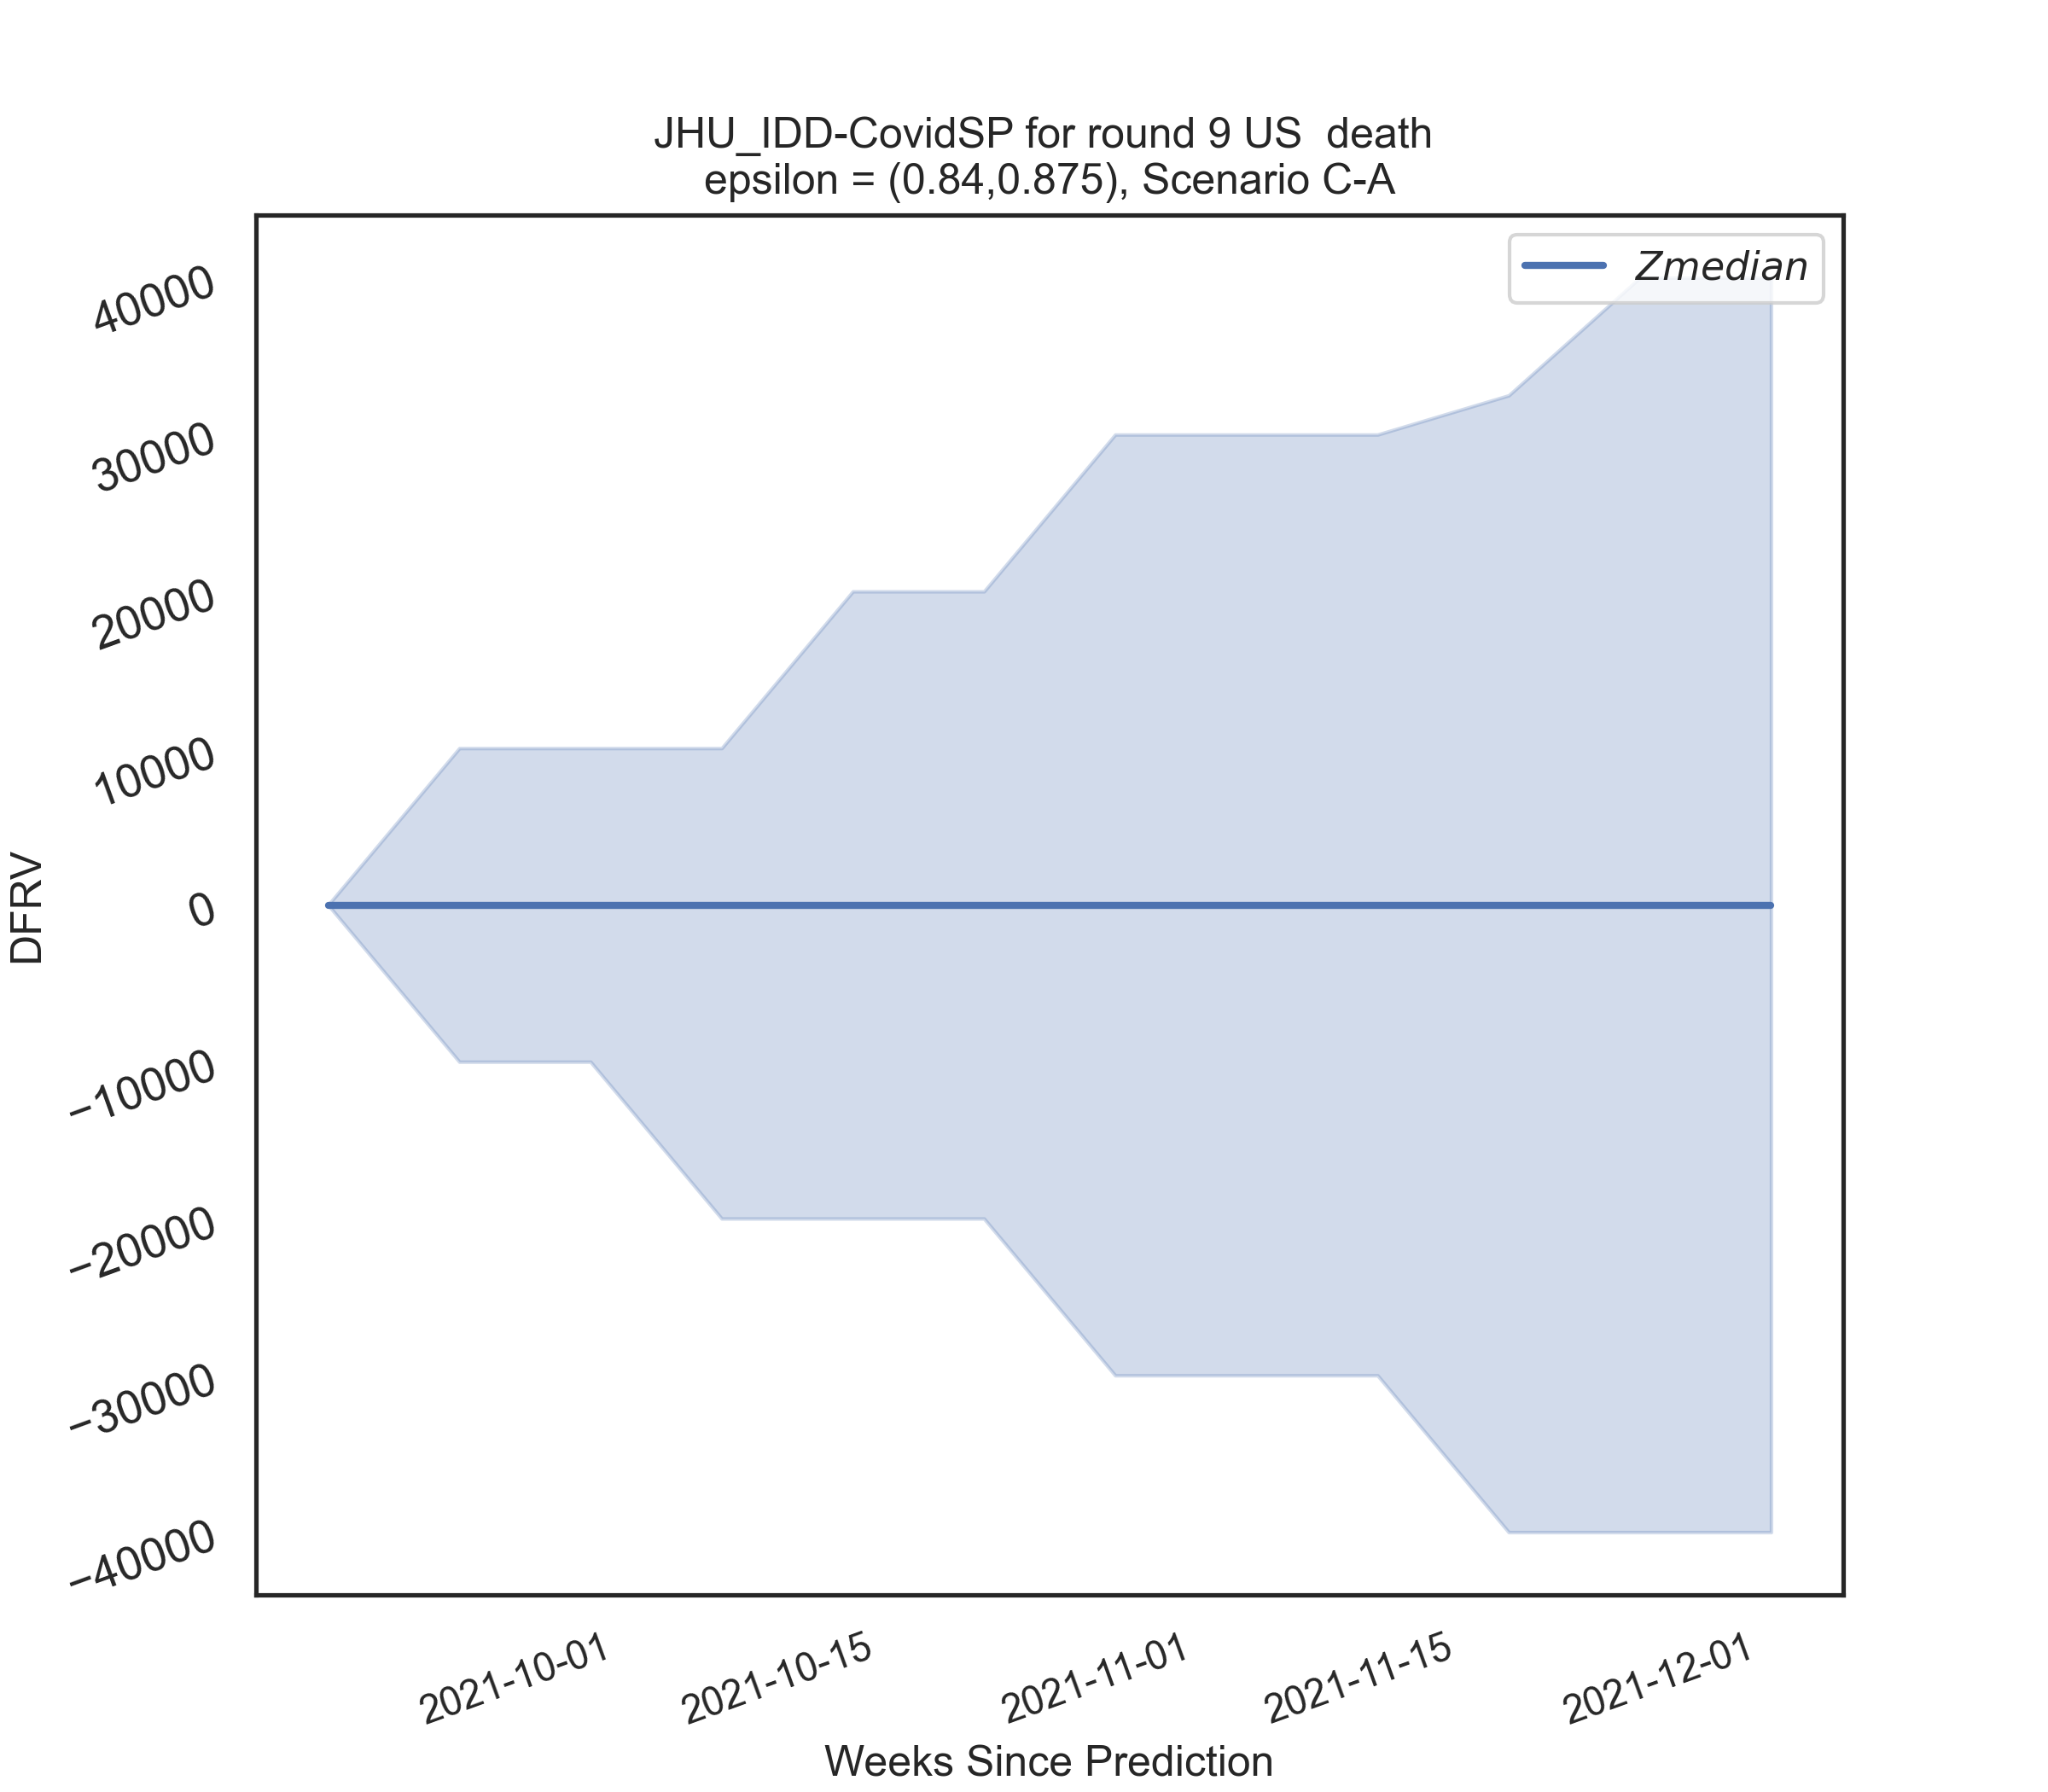 JHU_IDD-CovidSP for round 9 US  death
epsilon = (0.84,0.875), Scenario C-A
Zmedian
40000
30000
20000
10000
0
−10000
−20000
−30000
−40000
DFRV
2021-10-01
2021-10-15
2021-11-01
2021-11-15
2021-12-01
Weeks Since Prediction